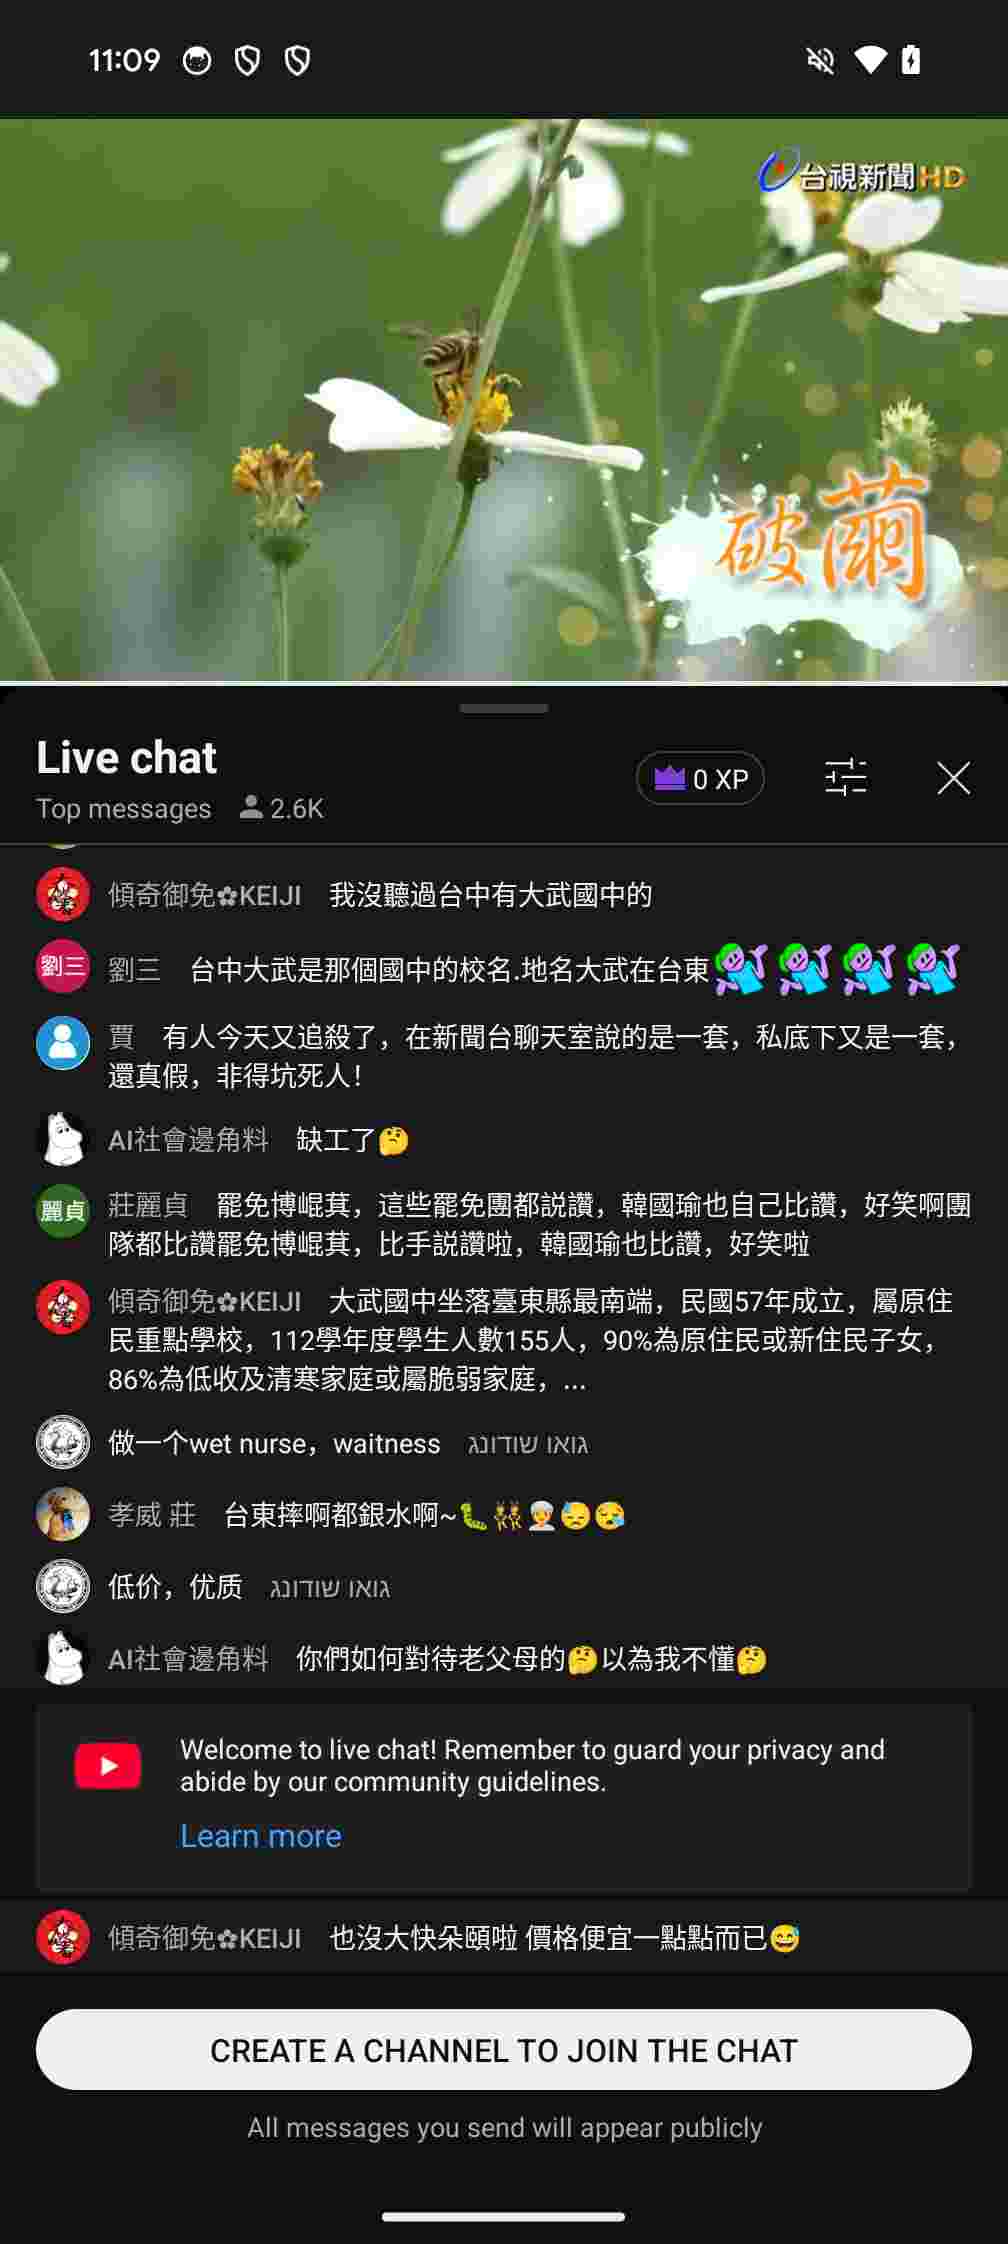 11:09
台視新聞HD
破繭
Live chat
Top messages 2.6K
0 XP
傾奇御免✿KEIJI 我沒聽過台中有大武國中的
劉三 劉三 台中大武是那個國中的校名.地名大武在台東
賈 有人今天又追殺了，在新聞台聊天室說的是一套，私底下又是一套，
還真假，非得坑死人！
AI社會邊角料 缺工了🤔
麗貞 莊麗貞 罷免博崐萁，這些罷免團都説讚，韓國瑜也自己比讚，好笑啊團
隊都比讚罷免博崐萁，比手説讚啦，韓國瑜也比讚，好笑啦
傾奇御免✿KEIJI 大武國中坐落臺東縣最南端，民國57年成立，屬原住
民重點學校，112學年度學生人數155人，90%為原住民或新住民子女，
86%為低收及清寒家庭或屬脆弱家庭，...
做一个wet nurse，waitness גואו שודונג
孝威 莊 台東摔啊都銀水啊~🐛👯👳😓😪
低价，优质 גואו שודונג
AI社會邊角料 你們如何對待老父母的🤔以為我不懂🤔
Welcome to live chat! Remember to guard your privacy and
abide by our community guidelines.
Learn more
傾奇御免✿KEIJI 也沒大快朵頤啦 價格便宜一點點而已😅
CREATE A CHANNEL TO JOIN THE CHAT
All messages you send will appear publicly